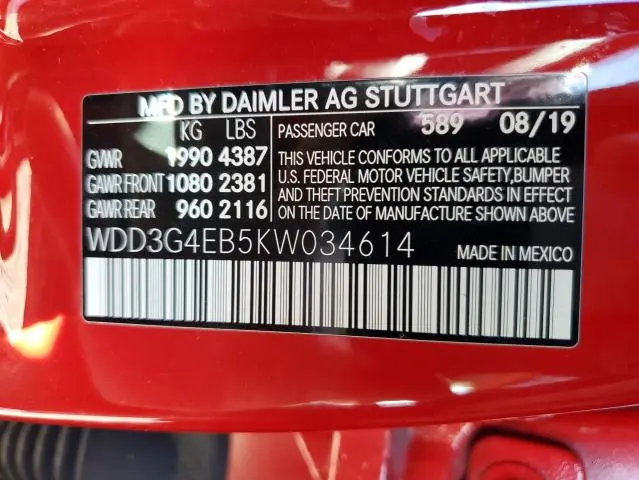 MFD BY DAIMLER AG STUTTGART
KG LBS
PASSENGER CAR 589 08/19
GVWR 1990 4387
GAWR FRONT 1080 2381
GAWR REAR 960 2116
THIS VEHICLE CONFORMS TO ALL APPLICABLE
U.S. FEDERAL MOTOR VEHICLE SAFETY,BUMPER
AND THEFT PREVENTION STANDARDS IN EFFECT
ON DATE OF MANUFACTURE SHOWN ABOVE
WDD3G4EB5KW034614
MADE IN MEXICO